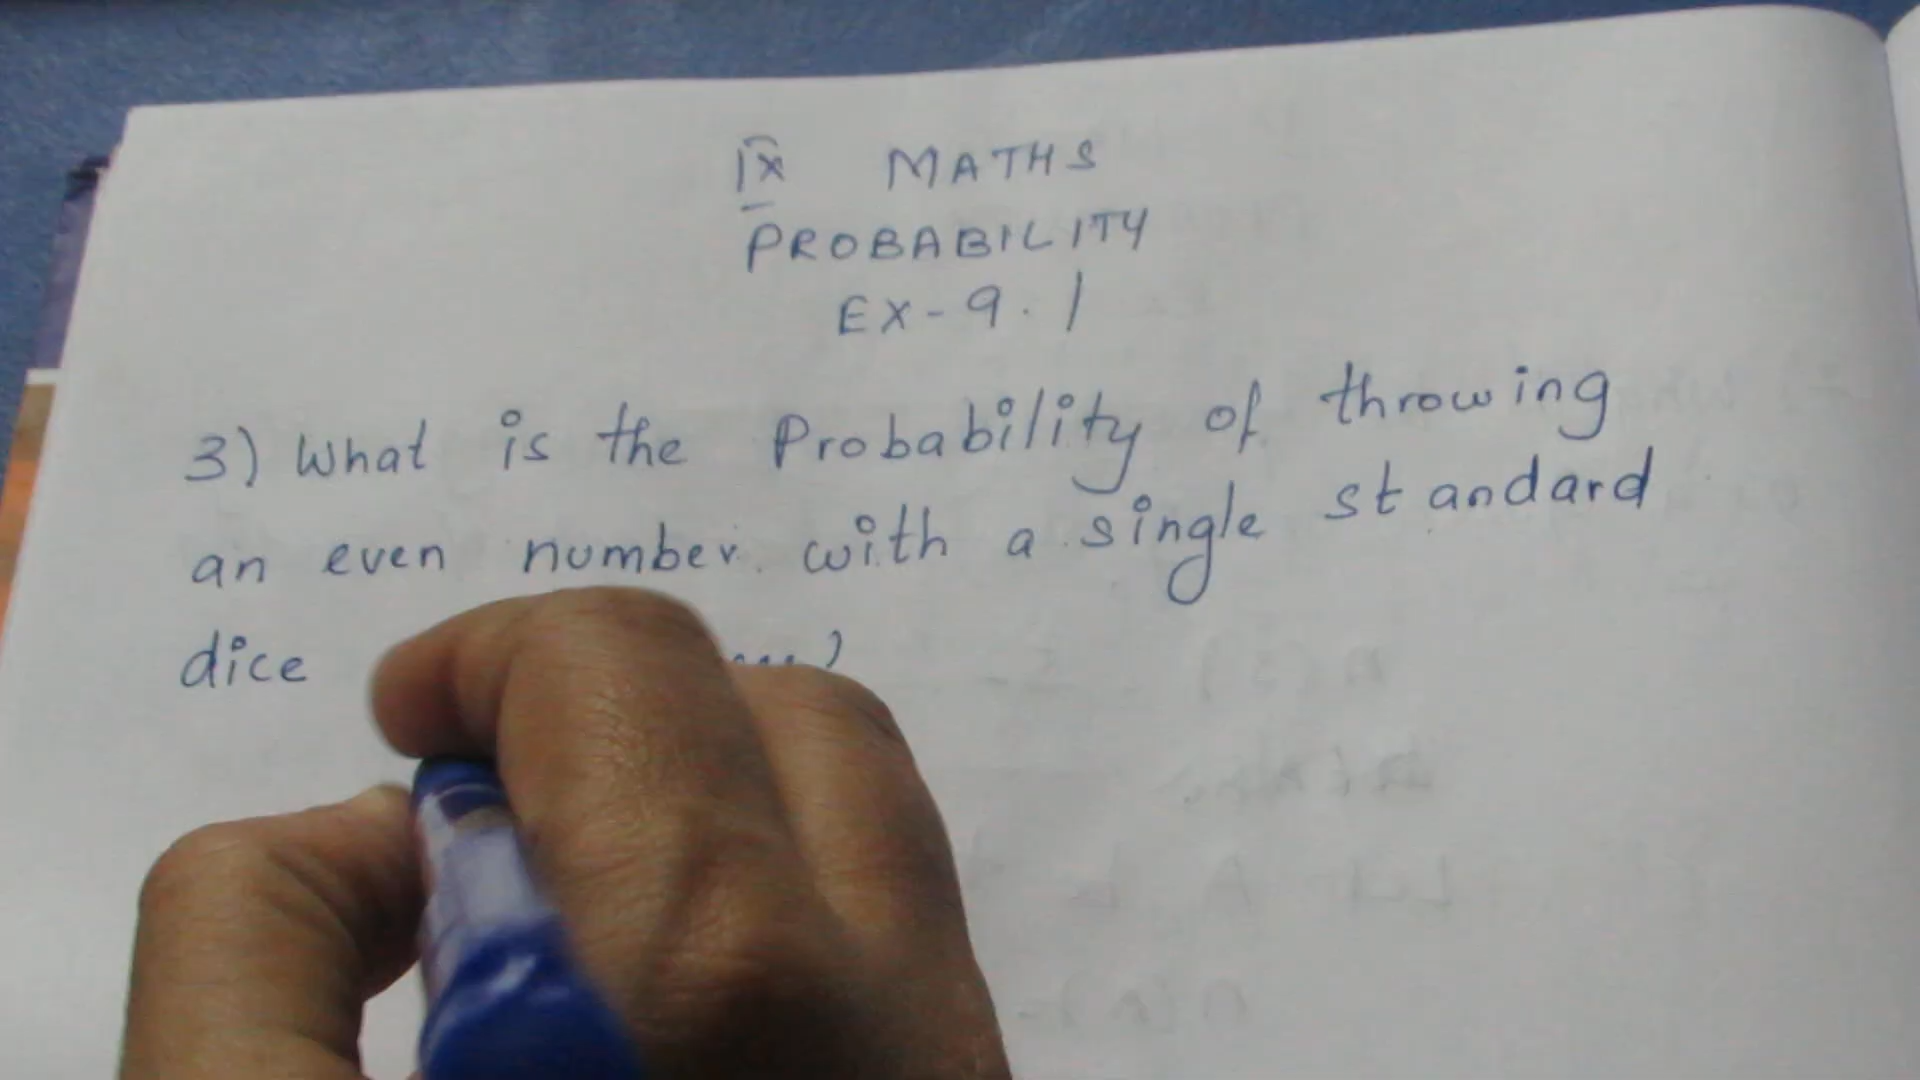 IX MATHS
PROBABILITY
EX-9.1
3) What is the Probability of throwing
an even number with a single standard
dice